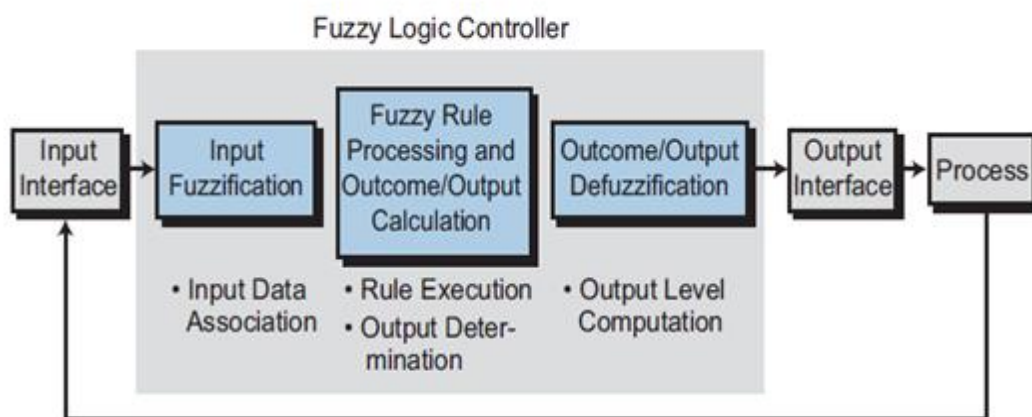 Fuzzy Logic Controller
Input
Interface
Input
Fuzzification
Fuzzy Rule
Processing and
Outcome/Output
Calculation
Outcome/Output
Defuzzification
Output
Interface
Process
• Input Data
Association
• Rule Execution
• Output Deter-
mination
• Output Level
Computation